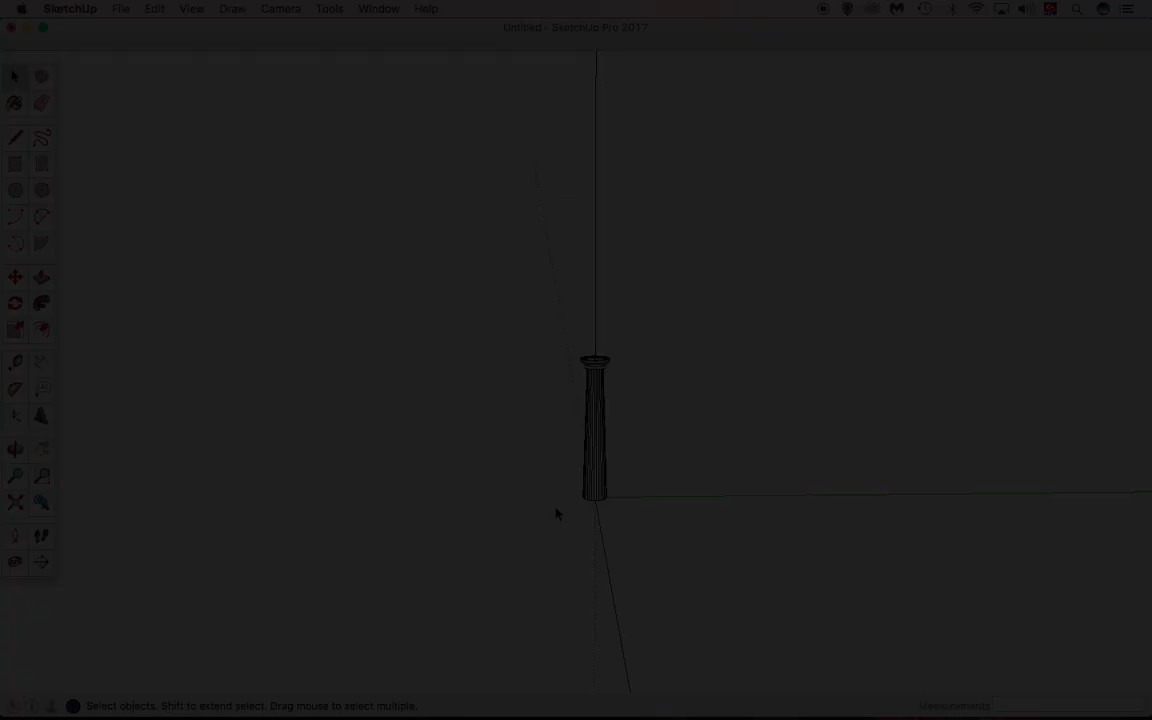 SketchUp File Edit View Draw Camera Tools Window Help
Untitled - SketchUp Pro 2017
Select objects. Shift to extend select. Drag mouse to select multiple.
Measurements